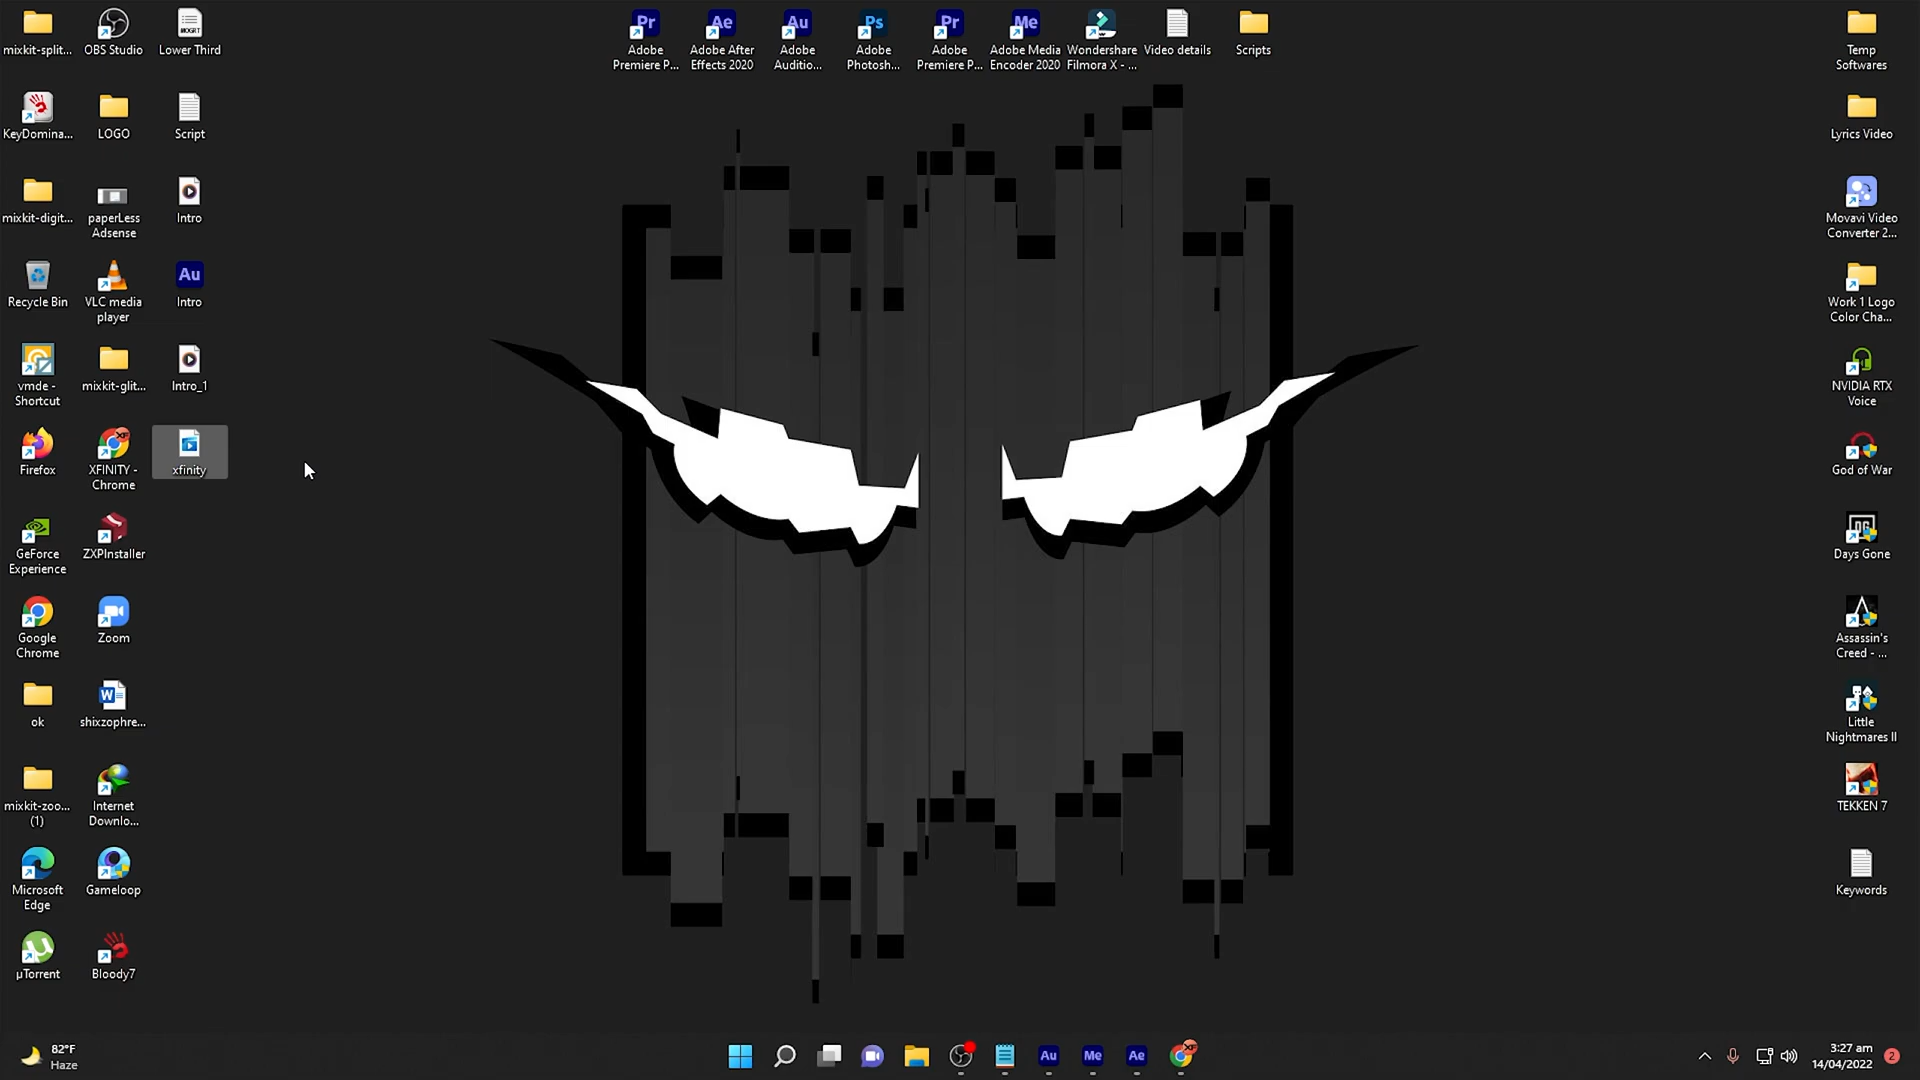 mixkit-split...
OBS Studio
Lower Third
MOGRT
Pr
Adobe
Premiere P...
Ae
Adobe After
Effects 2020
Au
Adobe
Auditio...
Ps
Adobe
Photosh...
Pr
Adobe
Premiere P...
Me
Adobe Media
Encoder 2020
Wondershare
Filmora X - ...
Video details
Scripts
Temp
Softwares
KeyDomina...
LOGO
Script
Lyrics Video
mixkit-digit...
paperLess
Adsense
Intro
Movavi Video
Converter 2...
Recycle Bin
VLC media
player
Au
Intro
Work 1 Logo
Color Cha...
vmde -
Shortcut
mixkit-glit...
Intro_1
NVIDIA RTX
Voice
Firefox
XF
XFINITY -
Chrome
xfinity
God of War
GeForce
Experience
ZXPInstaller
DG
Days Gone
Google
Chrome
Zoom
Assassin's
Creed - ...
ok
W
shixzophre...
Little
Nightmares II
mixkit-zoo...
(1)
Internet
Downlo...
TEKKEN 7
Microsoft
Edge
Gameloop
Keywords
µTorrent
Bloody7
82°F
Haze
Au
Me
Ae
XF
3:27 am
14/04/2022
2